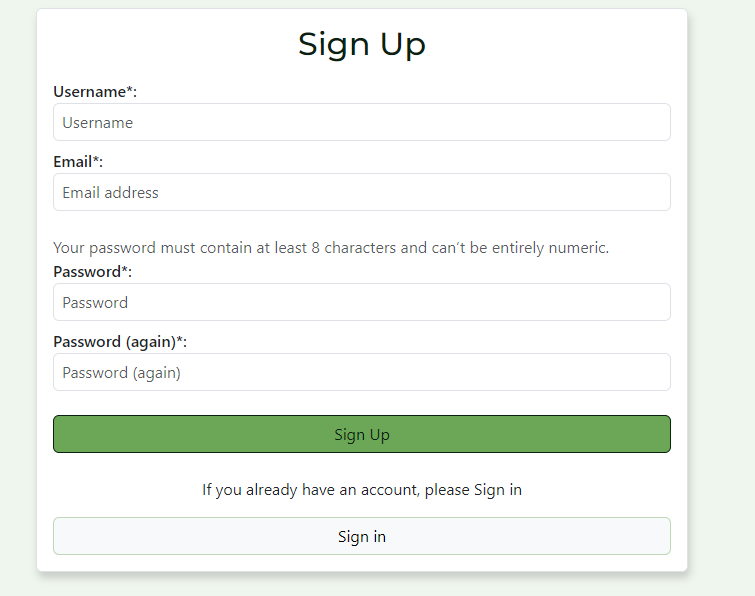 Sign Up
Username*:
Username
Email*:
Email address
Your password must contain at least 8 characters and can't be entirely numeric.
Password*:
Password
Password (again)*:
Password (again)
Sign Up
If you already have an account, please Sign in
Sign in